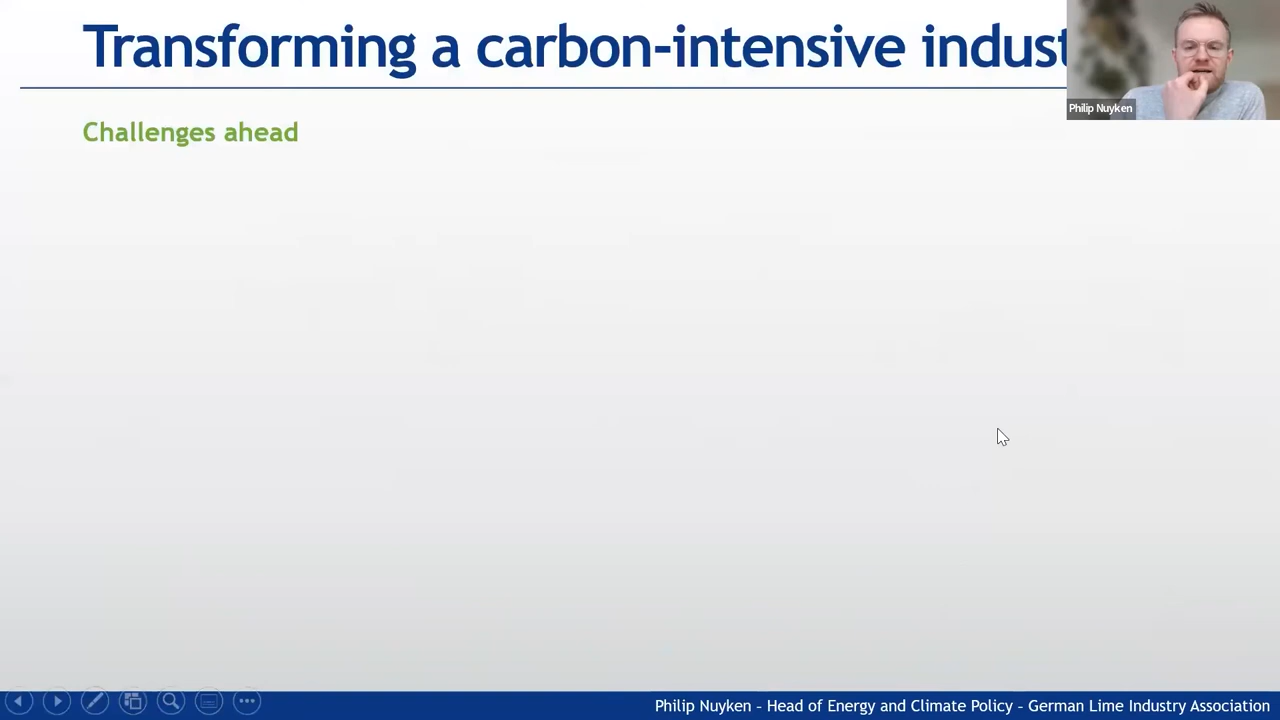 Transforming a carbon-intensive indust
Philip Nuyken
Challenges ahead
Philip Nuyken - Head of Energy and Climate Policy - German Lime Industry Association